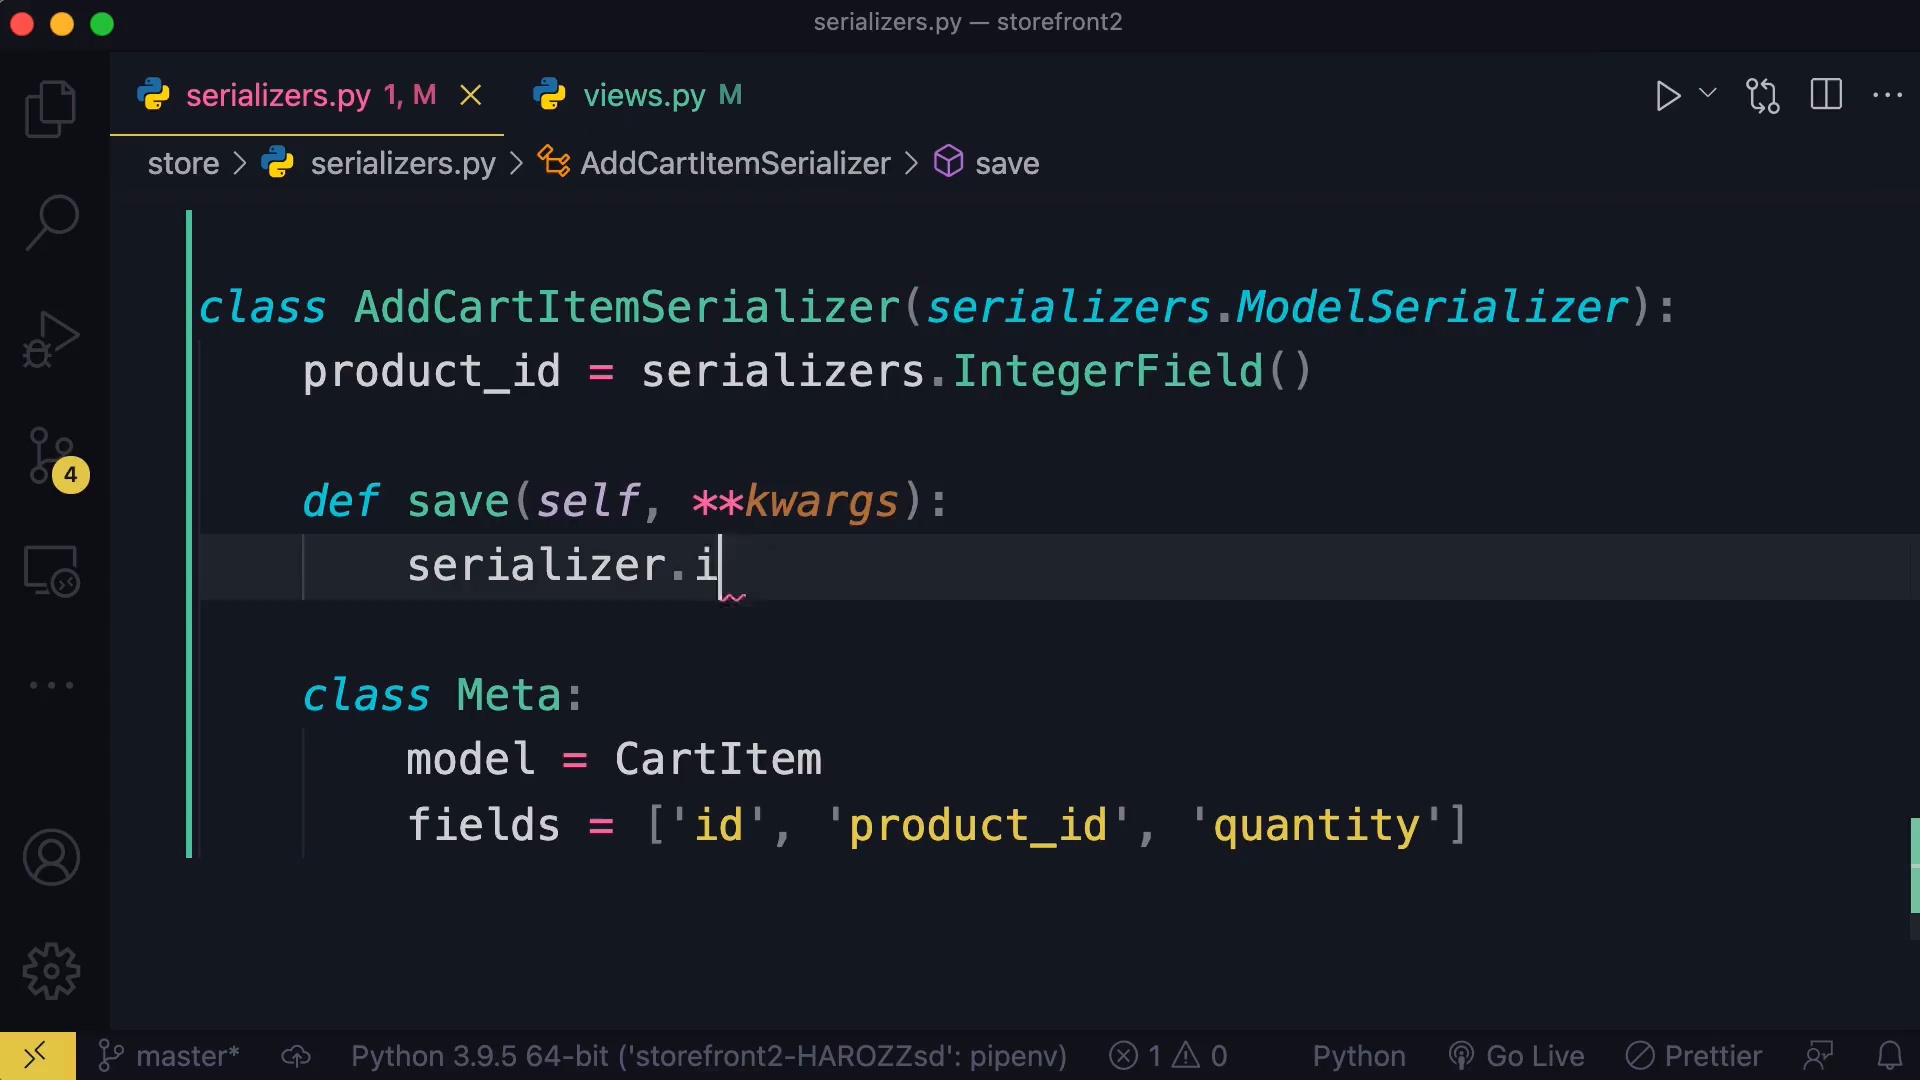 serializers.py — storefront2
serializers.py 1, M
views.py M
store > serializers.py > AddCartItemSerializer > save
class AddCartItemSerializer(serializers.ModelSerializer):
product_id = serializers.IntegerField()
def save(self, **kwargs):
serializer.i
class Meta:
model = CartItem
fields = ['id', 'product_id', 'quantity']
4
master* Python 3.9.5 64-bit ('storefront2-HAROZZsd': pipenv) 1 0 Python Go Live Prettier